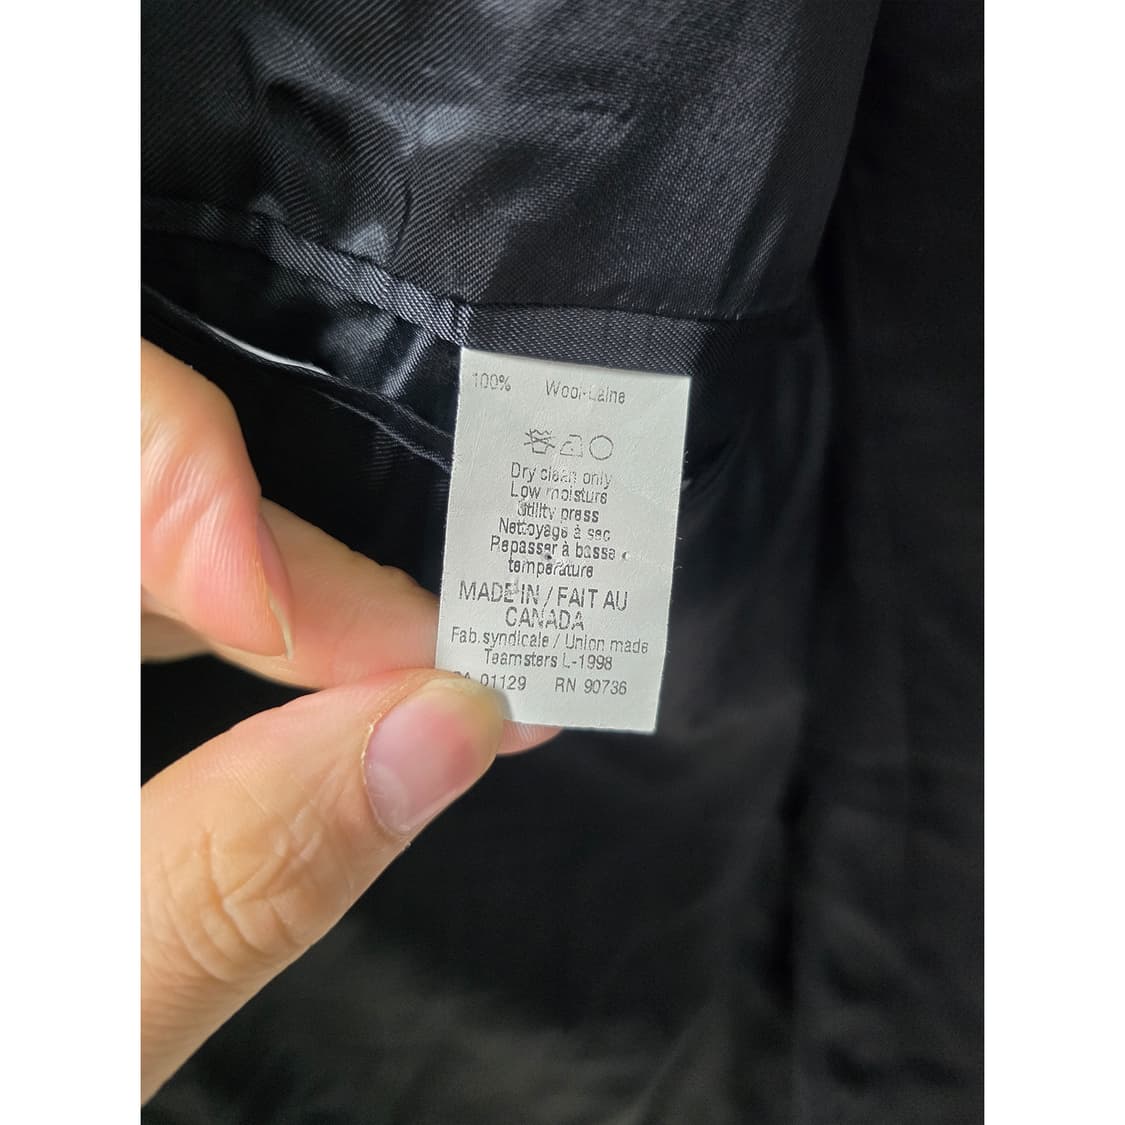 100% Wool-Laine
Dry clean only
Low moisture
Utility press
Nettoyage à sec
Repasser à basse
température
MADE IN / FAIT AU
CANADA
Fab.syndicale / Union made
Teamsters L-1998
01129 RN 90736